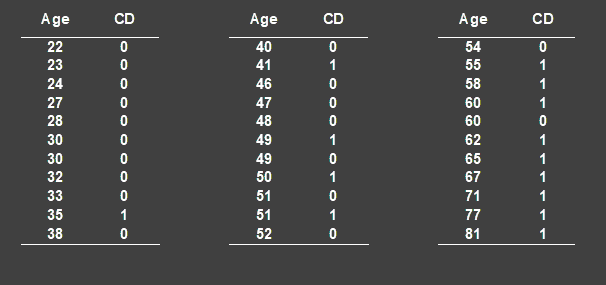 Age CD Age CD Age CD
22 0 40 0 54 0
23 0 41 1 55 1
24 0 46 0 58 1
27 0 47 0 60 1
28 0 48 0 60 0
30 0 49 1 62 1
30 0 49 0 65 1
32 0 50 1 67 1
33 0 51 0 71 1
35 1 51 1 77 1
38 0 52 0 81 1